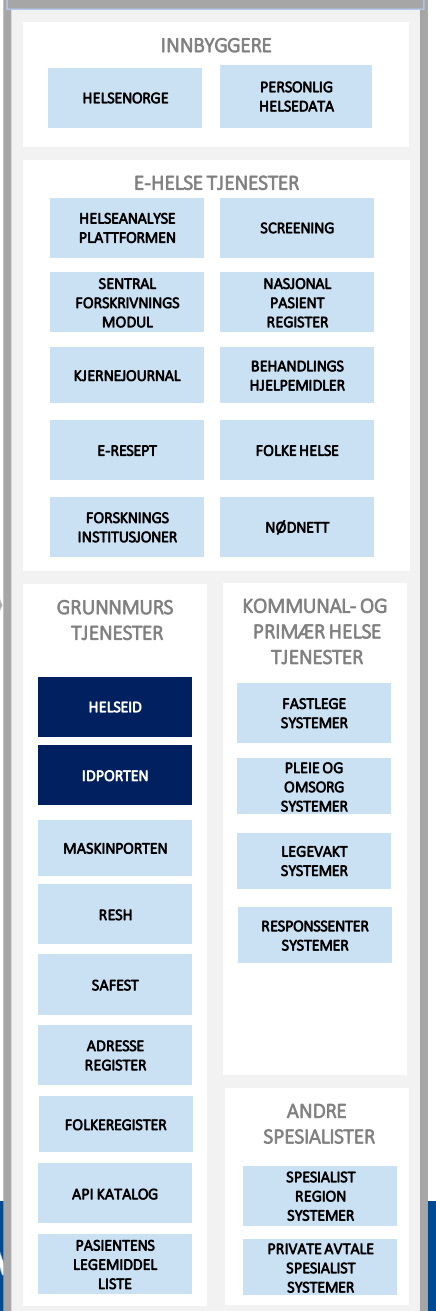 INNBYGGERE
HELSENORGE
PERSONLIG
HELSEDATA
E-HELSE TJENESTER
HELSEANALYSE
PLATTFORMEN
SCREENING
SENTRAL
FORSKRIVNINGS
MODUL
NASJONAL
PASIENT
REGISTER
KJERNEJOURNAL
BEHANDLINGS
HJELPEMIDLER
E-RESEPT
FOLKE HELSE
FORSKNINGS
INSTITUSJONER
NØDNETT
GRUNNMURS
TJENESTER
HELSEID
IDPORTEN
MASKINPORTEN
RESH
SAFEST
ADRESSE
REGISTER
FOLKEREGISTER
API KATALOG
PASIENTENS
LEGEMIDDEL
LISTE
KOMMUNAL- OG
PRIMÆR HELSE
TJENESTER
FASTLEGE
SYSTEMER
PLEIE OG
OMSORG
SYSTEMER
LEGEVAKT
SYSTEMER
RESPONSSENTER
SYSTEMER
ANDRE
SPESIALISTER
SPESIALIST
REGION
SYSTEMER
PRIVATE AVTALE
SPESIALIST
SYSTEMER